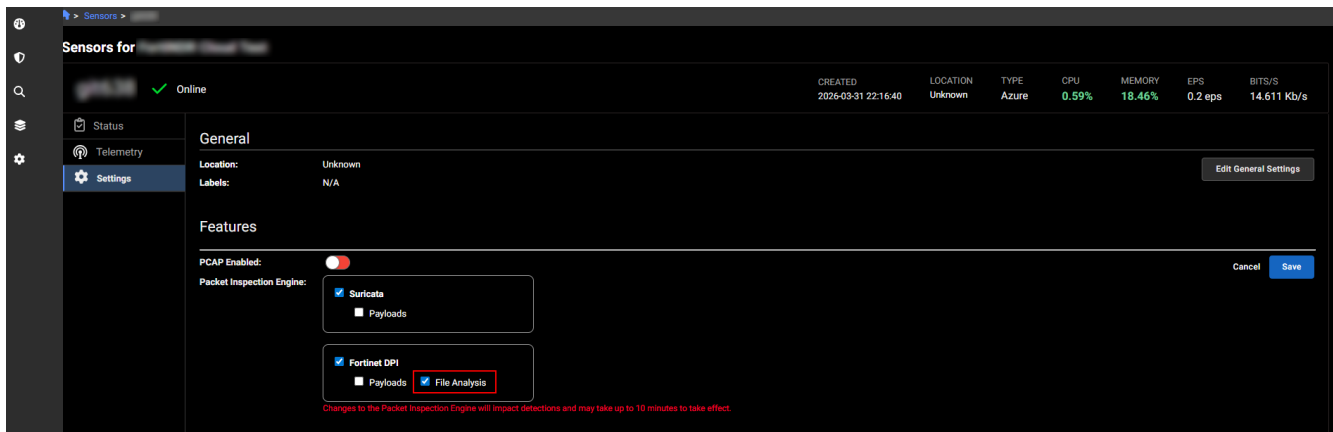 > Sensors >
Sensors for
Online
CREATED
2026-03-31 22:16:40
LOCATION
Unknown
TYPE
Azure
CPU
0.59%
MEMORY
18.46%
EPS
0.2 eps
BITS/S
14.611 Kb/s
Status
Telemetry
Settings
General
Location: Unknown
Labels: N/A
Edit General Settings
Features
PCAP Enabled:
Cancel Save
Packet Inspection Engine:
Suricata
Payloads
Fortinet DPI
Payloads File Analysis
Changes to the Packet Inspection Engine will impact detections and may take up to 10 minutes to take effect.